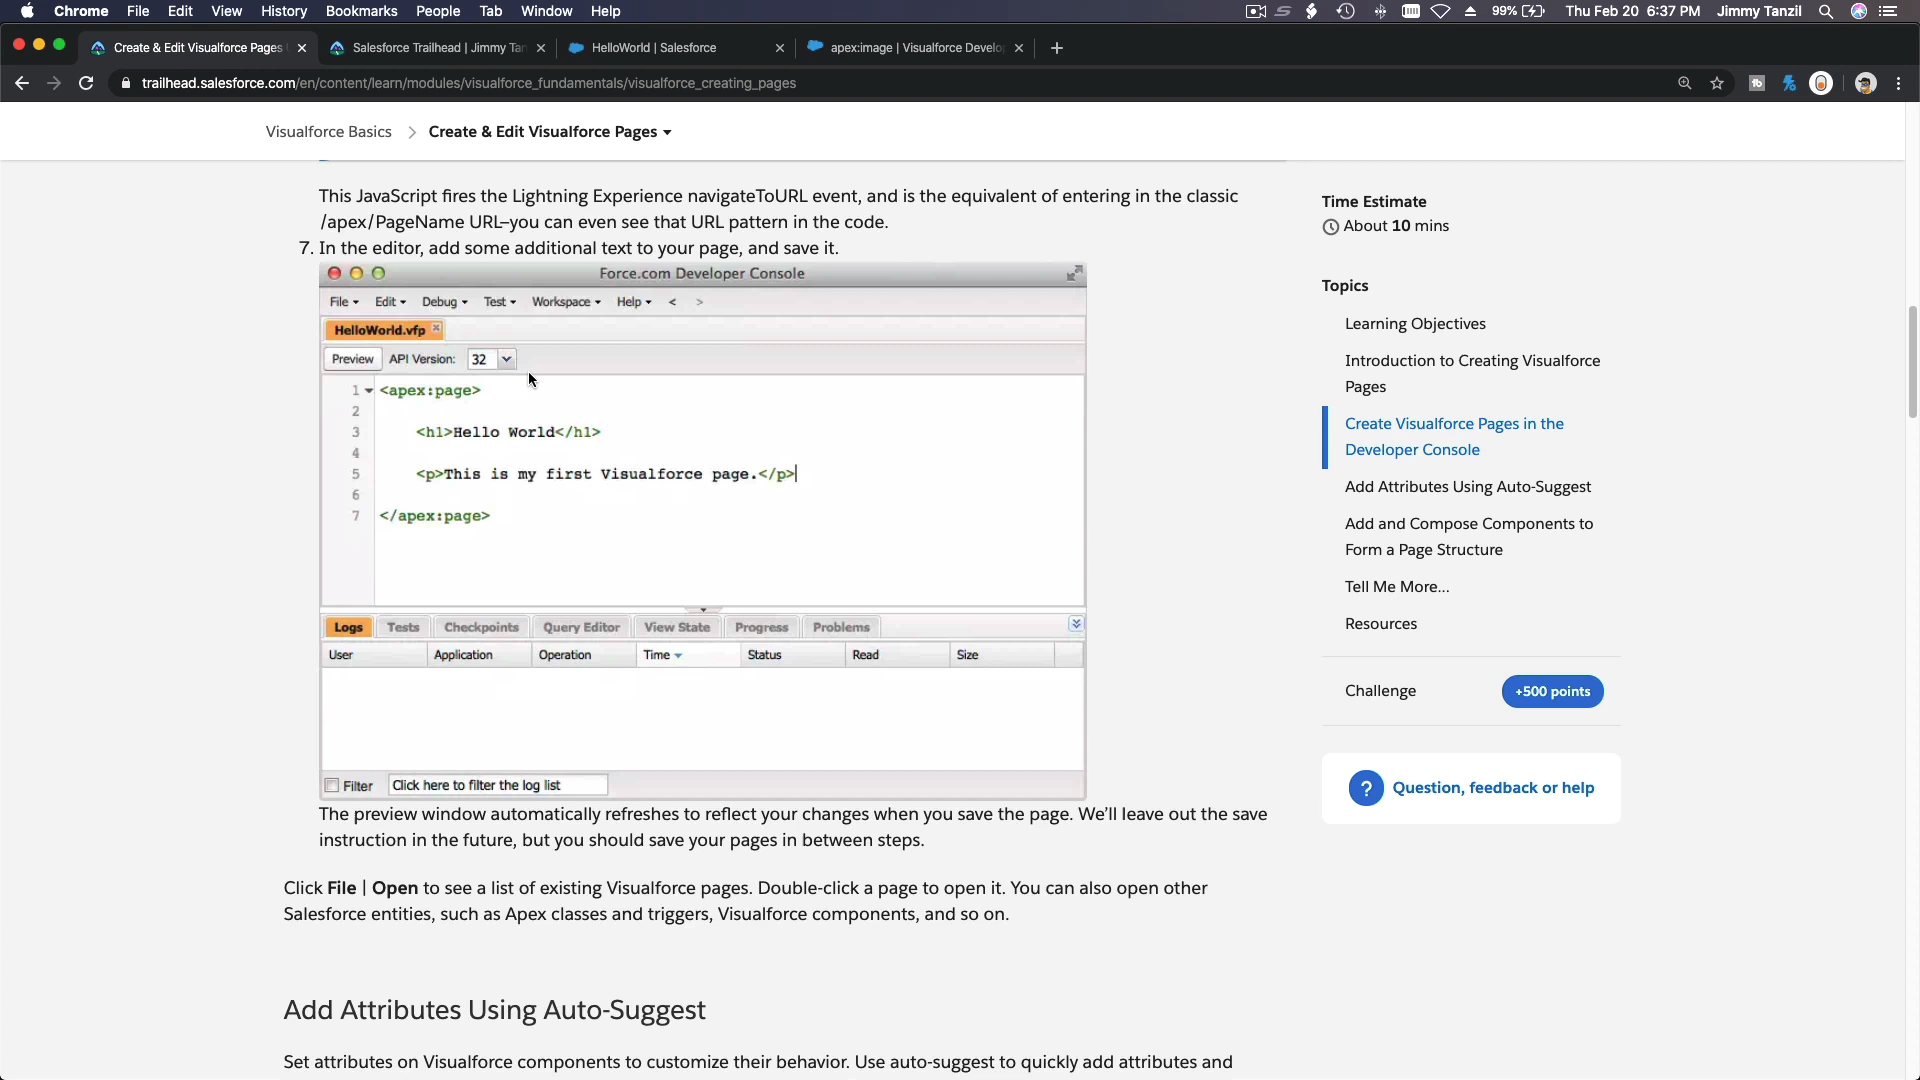 Chrome File Edit View History Bookmarks People Tab Window Help 99% Thu Feb 20 6:37 PM Jimmy Tanzil
Create & Edit Visualforce Pages Salesforce Trailhead | Jimmy Tan HelloWorld | Salesforce apex:image | Visualforce Develo
trailhead.salesforce.com/en/content/learn/modules/visualforce_fundamentals/visualforce_creating_pages
Visualforce Basics > Create & Edit Visualforce Pages
This JavaScript fires the Lightning Experience navigateToURL event, and is the equivalent of entering in the classic
/apex/PageName URL–you can even see that URL pattern in the code.
7. In the editor, add some additional text to your page, and save it.
Force.com Developer Console
File Edit Debug Test Workspace Help < >
HelloWorld.vfp
Preview API Version: 32
1 <apex:page>
2
3 <h1>Hello World</h1>
4
5 <p>This is my first Visualforce page.</p>
6
7 </apex:page>
Logs Tests Checkpoints Query Editor View State Progress Problems
User Application Operation Time Status Read Size
Filter Click here to filter the log list
The preview window automatically refreshes to reflect your changes when you save the page. We’ll leave out the save
instruction in the future, but you should save your pages in between steps.
Click File | Open to see a list of existing Visualforce pages. Double-click a page to open it. You can also open other
Salesforce entities, such as Apex classes and triggers, Visualforce components, and so on.
Add Attributes Using Auto-Suggest
Set attributes on Visualforce components to customize their behavior. Use auto-suggest to quickly add attributes and
Time Estimate
About 10 mins
Topics
Learning Objectives
Introduction to Creating Visualforce
Pages
Create Visualforce Pages in the
Developer Console
Add Attributes Using Auto-Suggest
Add and Compose Components to
Form a Page Structure
Tell Me More...
Resources
Challenge +500 points
? Question, feedback or help